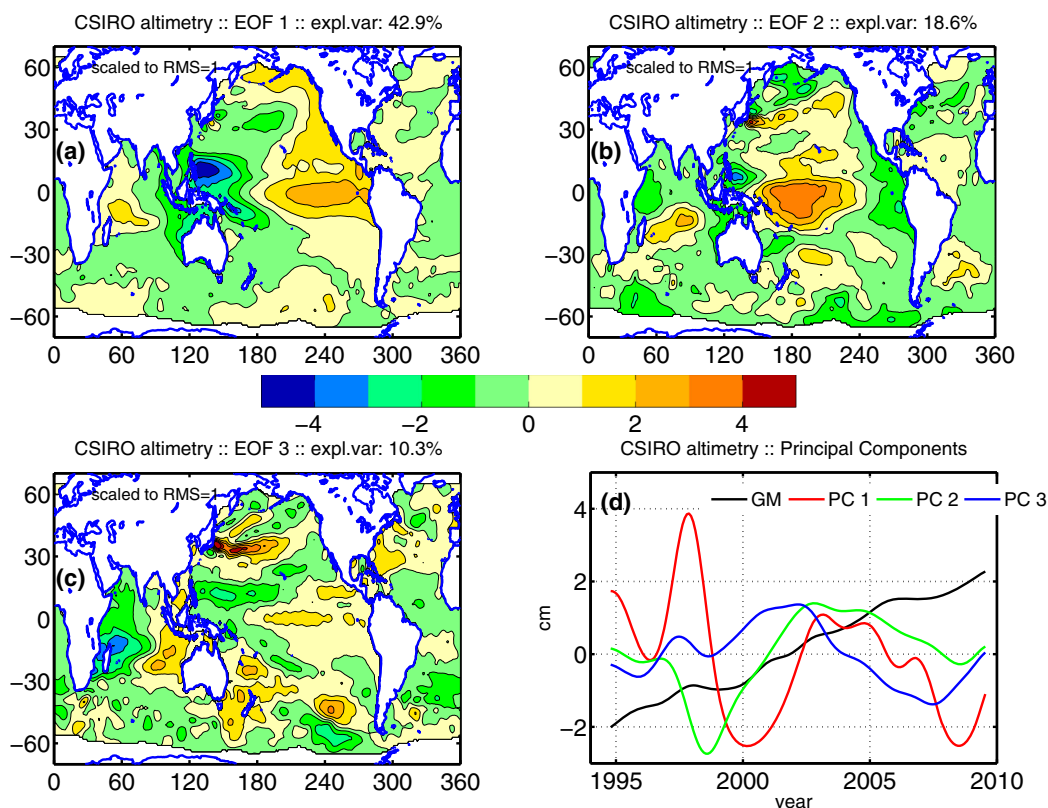 CSIRO altimetry :: EOF 1 :: expl.var: 42.9%
CSIRO altimetry :: EOF 2 :: expl.var: 18.6%
60
30
0
−30
−60
scaled to RMS=1
(a)
0 60 120 180 240 300 360
60
30
0
−30
−60
scaled to RMS=1
(b)
0 60 120 180 240 300 360
−4 −2 0 2 4
CSIRO altimetry :: EOF 3 :: expl.var: 10.3%
CSIRO altimetry :: Principal Components
60
30
0
−30
−60
scaled to RMS=1
(c)
0 60 120 180 240 300 360
(d)
GM PC 1 PC 2 PC 3
4
2
0
−2
cm
1995 2000 2005 2010
year